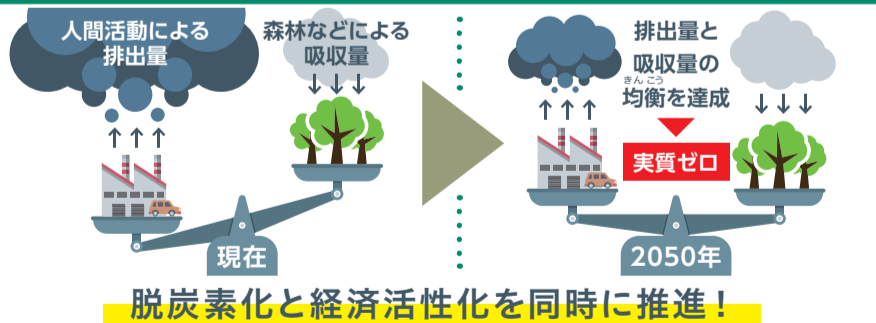 人間活動による
排出量
森林などによる
吸収量
現在
排出量と
吸収量の
きんこう
均衡を達成
実質ゼロ
2050年
脱炭素化と経済活性化を同時に推進！